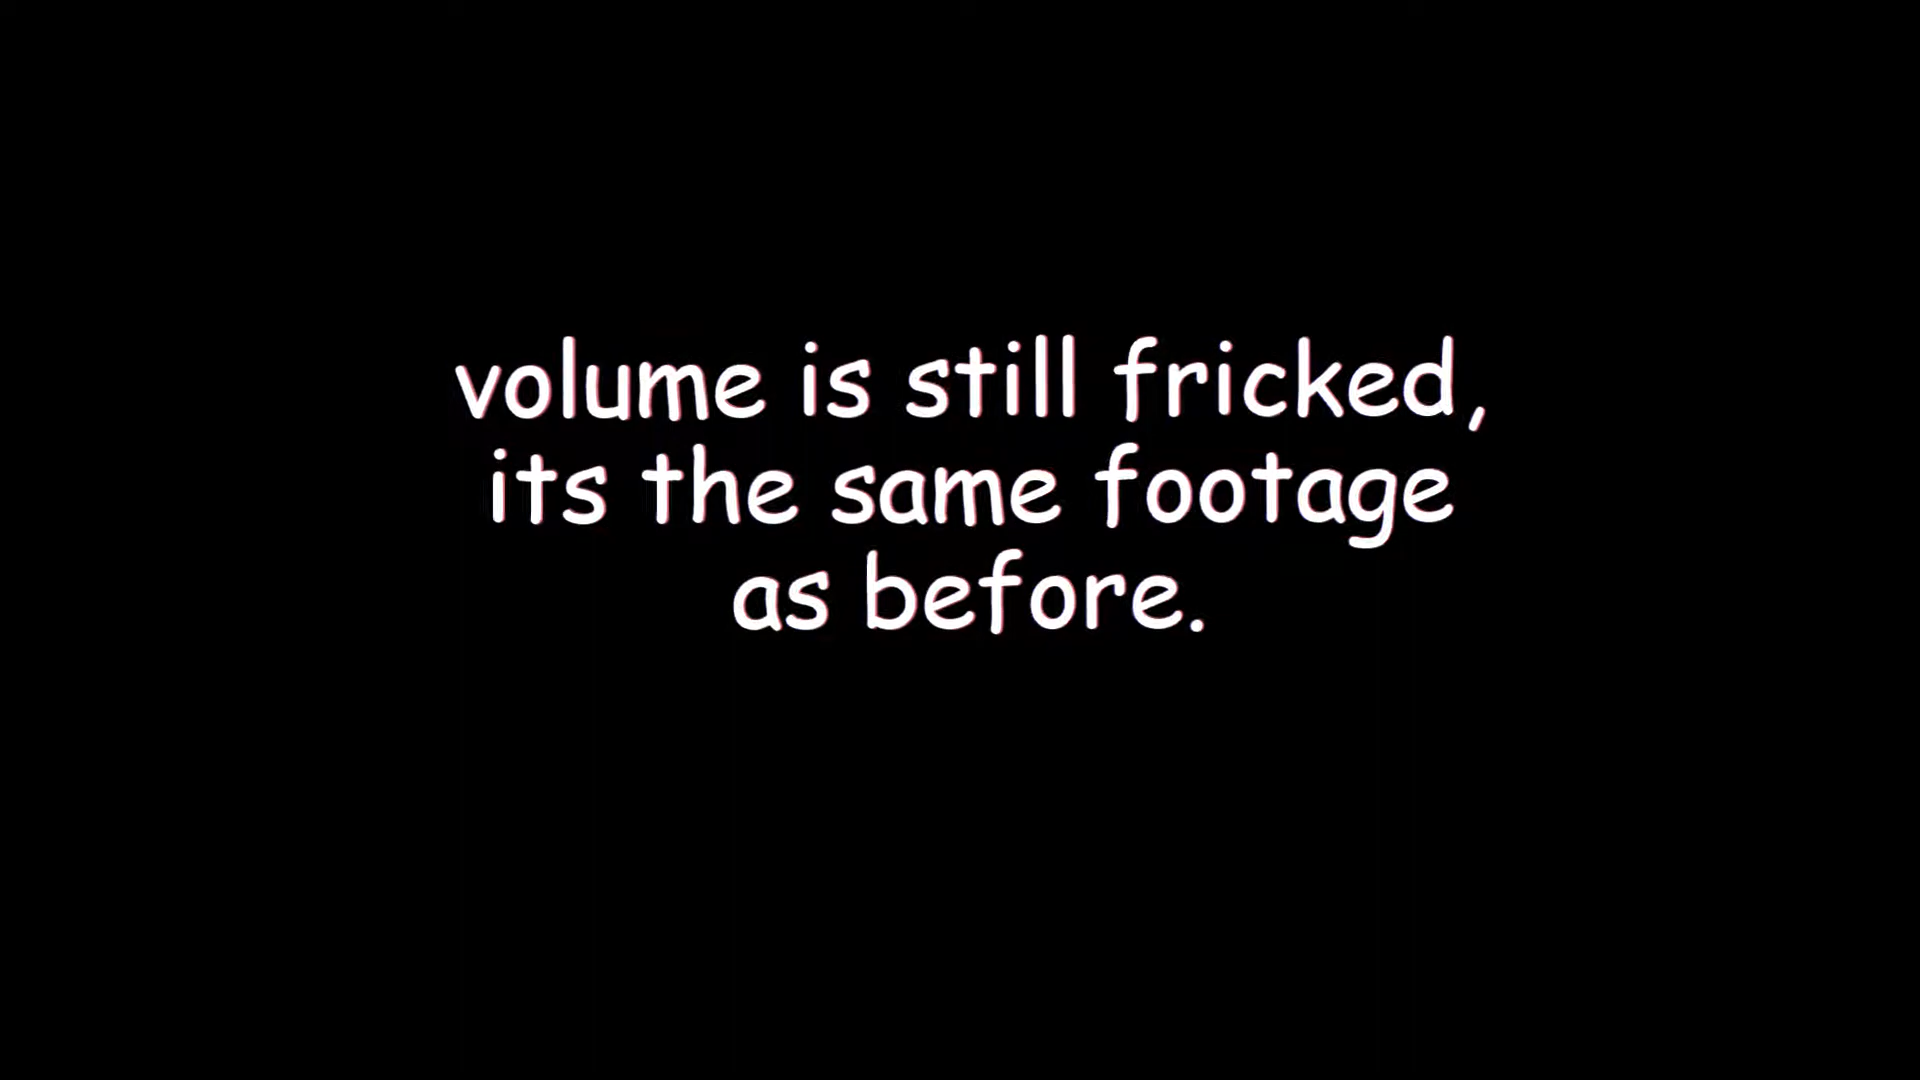 volume is still fricked,
its the same footage
as before.